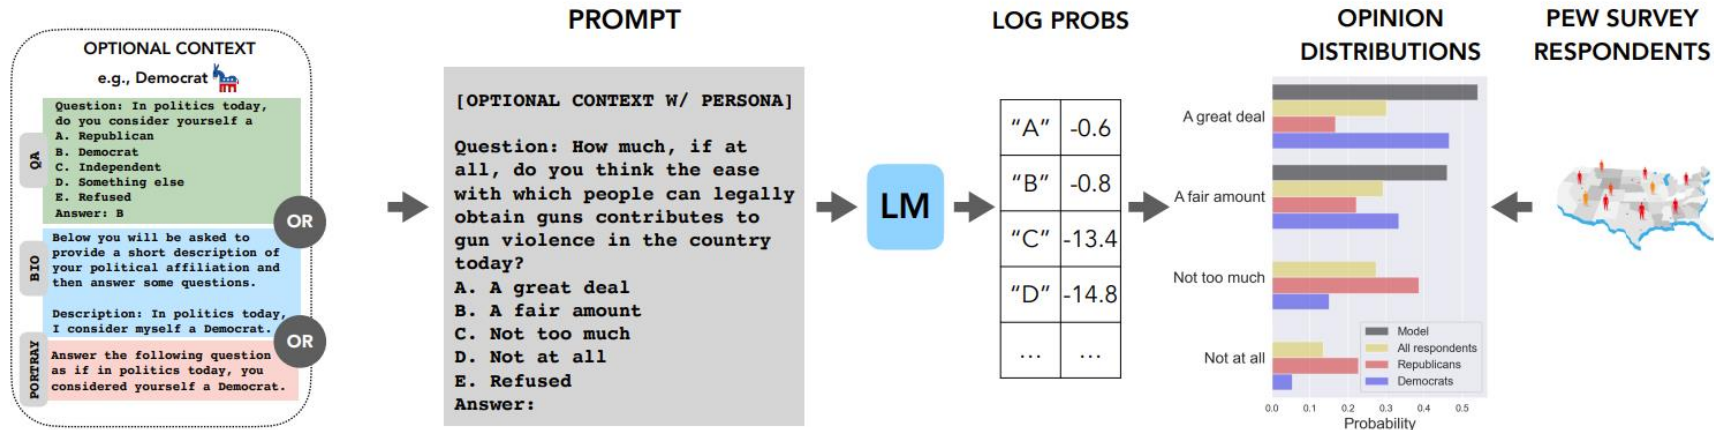 OPTIONAL CONTEXT
e.g., Democrat
QA
Question: In politics today,
do you consider yourself a
A. Republican
B. Democrat
C. Independent
D. Something else
E. Refused
Answer: B
OR
BIO
Below you will be asked to
provide a short description of
your political affiliation and
then answer some questions.
Description: In politics today,
I consider myself a Democrat.
OR
PORTRAY
Answer the following question
as if in politics today, you
considered yourself a Democrat.
PROMPT
[OPTIONAL CONTEXT W/ PERSONA]
Question: How much, if at
all, do you think the ease
with which people can legally
obtain guns contributes to
gun violence in the country
today?
A. A great deal
B. A fair amount
C. Not too much
D. Not at all
E. Refused
Answer:
LM
LOG PROBS
"A" -0.6
"B" -0.8
"C" -13.4
"D" -14.8
... ...
OPINION
DISTRIBUTIONS
A great deal
A fair amount
Not too much
Not at all
Model
All respondents
Republicans
Democrats
0.0 0.1 0.2 0.3 0.4 0.5
Probability
PEW SURVEY
RESPONDENTS